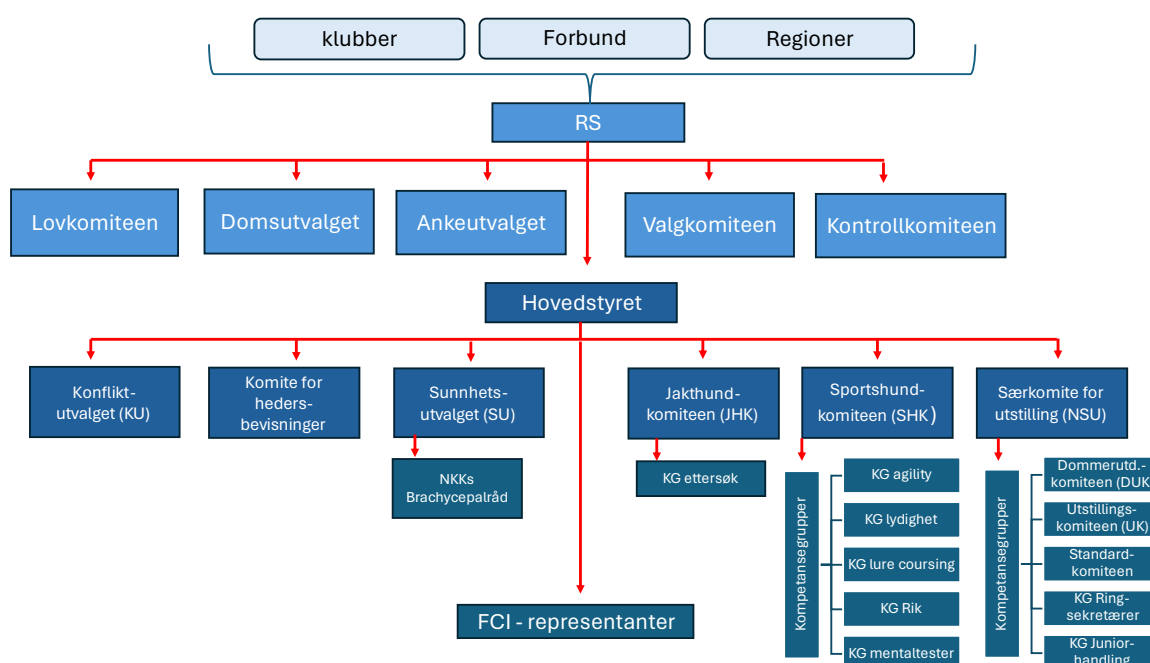 klubber
Forbund
Regioner
RS
Lovkomiteen
Domsutvalget
Ankeutvalget
Valgkomiteen
Kontrollkomiteen
Hovedstyret
Konflikt-
utvalget (KU)
Komite for
heders-
bevisninger
Sunnhets-
utvalget (SU)
Jakthund-
komiteen (JHK)
Sportshund-
komiteen (SHK)
Særkomite for
utstilling (NSU)
NKKs
Brachycepalråd
KG ettersøk
Kompetansegrupper
KG agility
KG lydighet
KG lure coursing
KG Rik
KG mentaltester
Kompetansegrupper
Dommerutd.-
komiteen (DUK
Utstillings-
komiteen (UK)
Standard-
komiteen
KG Ring-
sekretærer
KG Junior-
handling
FCI - representanter